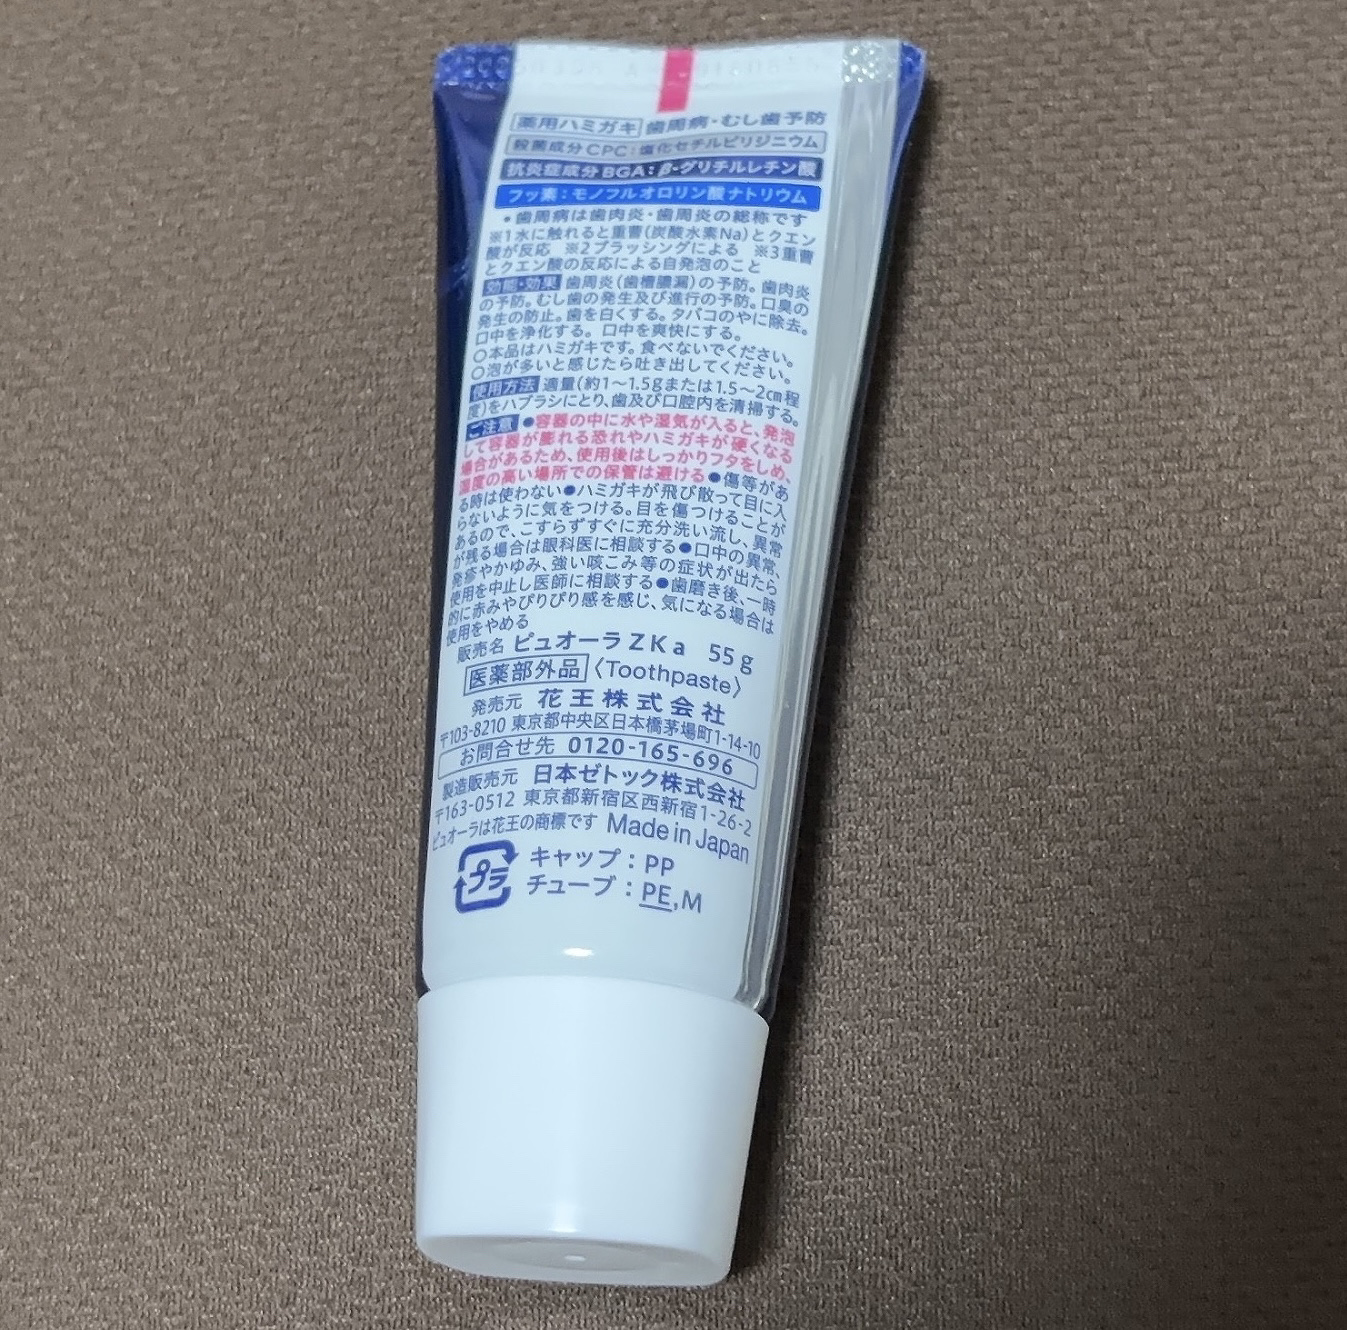 薬用ハミガキ 歯周病・むし歯予防
殺菌成分CPC:塩化セチルピリジニウム
抗炎症成分BGA:β-グリチルレチン酸
フッ素:モノフルオロリン酸ナトリウム
•歯周病は歯肉炎・歯周炎の総称です
※1水に触れると重曹(炭酸水素Na)とクエン
酸が反応 ※2ブラッシングによる ※3重曹
とクエン酸の反応による自発泡のこと
効能・効果 歯周炎(歯槽膿漏)の予防。歯肉炎
の予防。むし歯の発生及び進行の予防。口臭の
発生の防止。歯を白くする。タバコのやに除去。
口中を浄化する。口中を爽快にする。
○本品はハミガキです。食べないでください。
○泡が多いと感じたら吐き出してください。
使用方法 適量(約1〜1.5gまたは1.5〜2cm程
度)をハブラシにとり、歯及び口腔内を清掃する。
ご注意 ●容器の中に水や湿気が入ると、発泡
して容器が膨れる恐れやハミガキが硬くなる
場合があるため、使用後はしっかりフタをしめ、
温度の高い場所での保管は避ける●傷等があ
る時は使わない●ハミガキが飛び散って目に入
らないように気をつける。目を傷つけることが
あるので、こすらずすぐに充分洗い流し、異常
が残る場合は眼科医に相談する●口中の異常、
発疹やかゆみ、強い咳こみ等の症状が出たら
使用を中止し医師に相談する●歯磨き後、一時
的に赤みやぴりぴり感を感じ、気になる場合は
使用をやめる
販売名 ピュオーラZKa 55g
医薬部外品 〈Toothpaste〉
発売元 花王株式会社
〒103-8210 東京都中央区日本橋茅場町1-14-10
お問合せ先 0120-165-696
製造販売元 日本ゼトック株式会社
〒163-0512 東京都新宿区西新宿1-26-2
ピュオーラは花王の商標です Made in Japan
プラ キャップ:PP
チューブ:PE,M